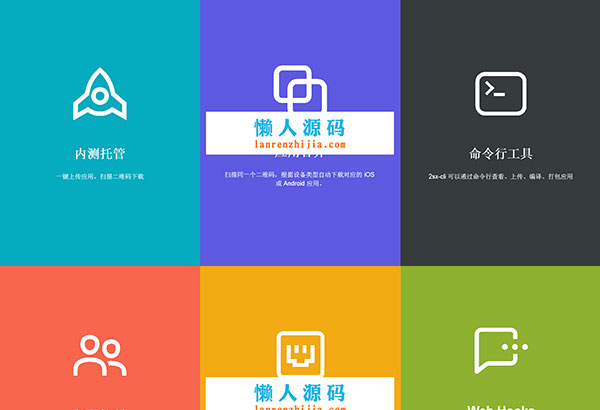 内测托管
一键上传应用，扫描二维码下载
懒人源码
lanrenzhijia.com
扫描同一个二维码，根据设备类型自动下载对应的 iOS
或 Android 应用。
命令行工具
2sx-cli 可以通过命令行查看、上传、编译、打包应用
懒人源码
lanrenzhijia.com
Web Hooks